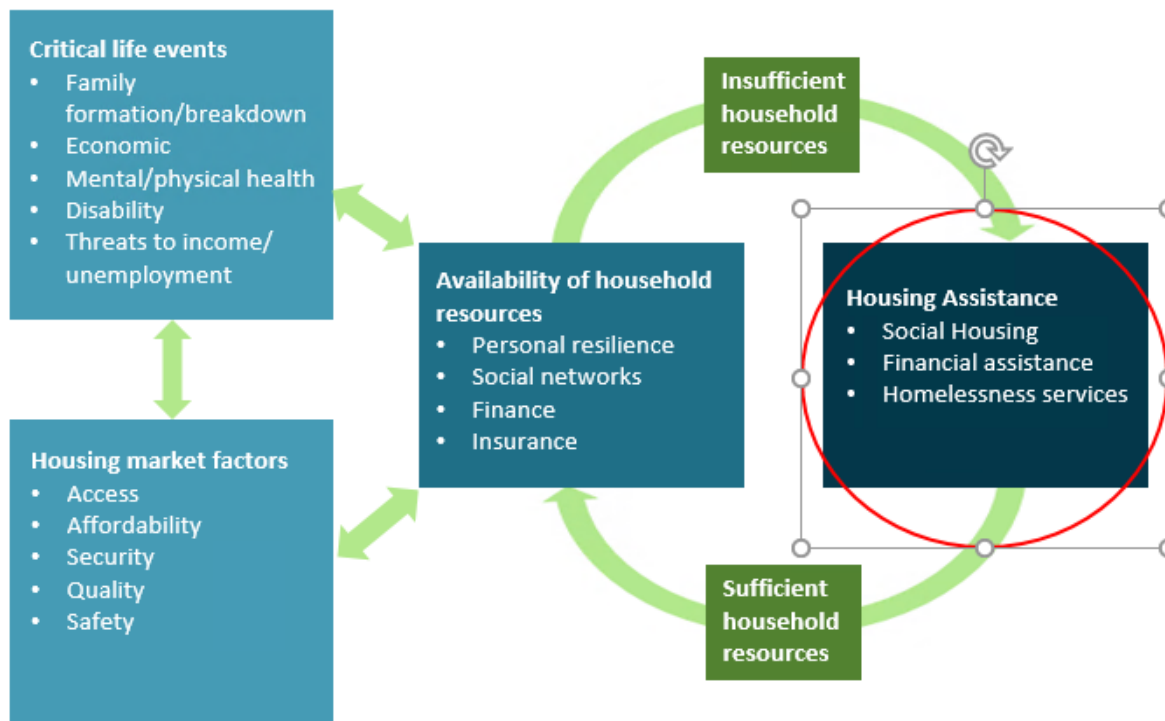 Critical life events
• Family
formation/breakdown
• Economic
• Mental/physical health
• Disability
• Threats to income/
unemployment
Housing market factors
• Access
• Affordability
• Security
• Quality
• Safety
Availability of household
resources
• Personal resilience
• Social networks
• Finance
• Insurance
Insufficient
household
resources
Housing Assistance
• Social Housing
• Financial assistance
• Homelessness services
Sufficient
household
resources